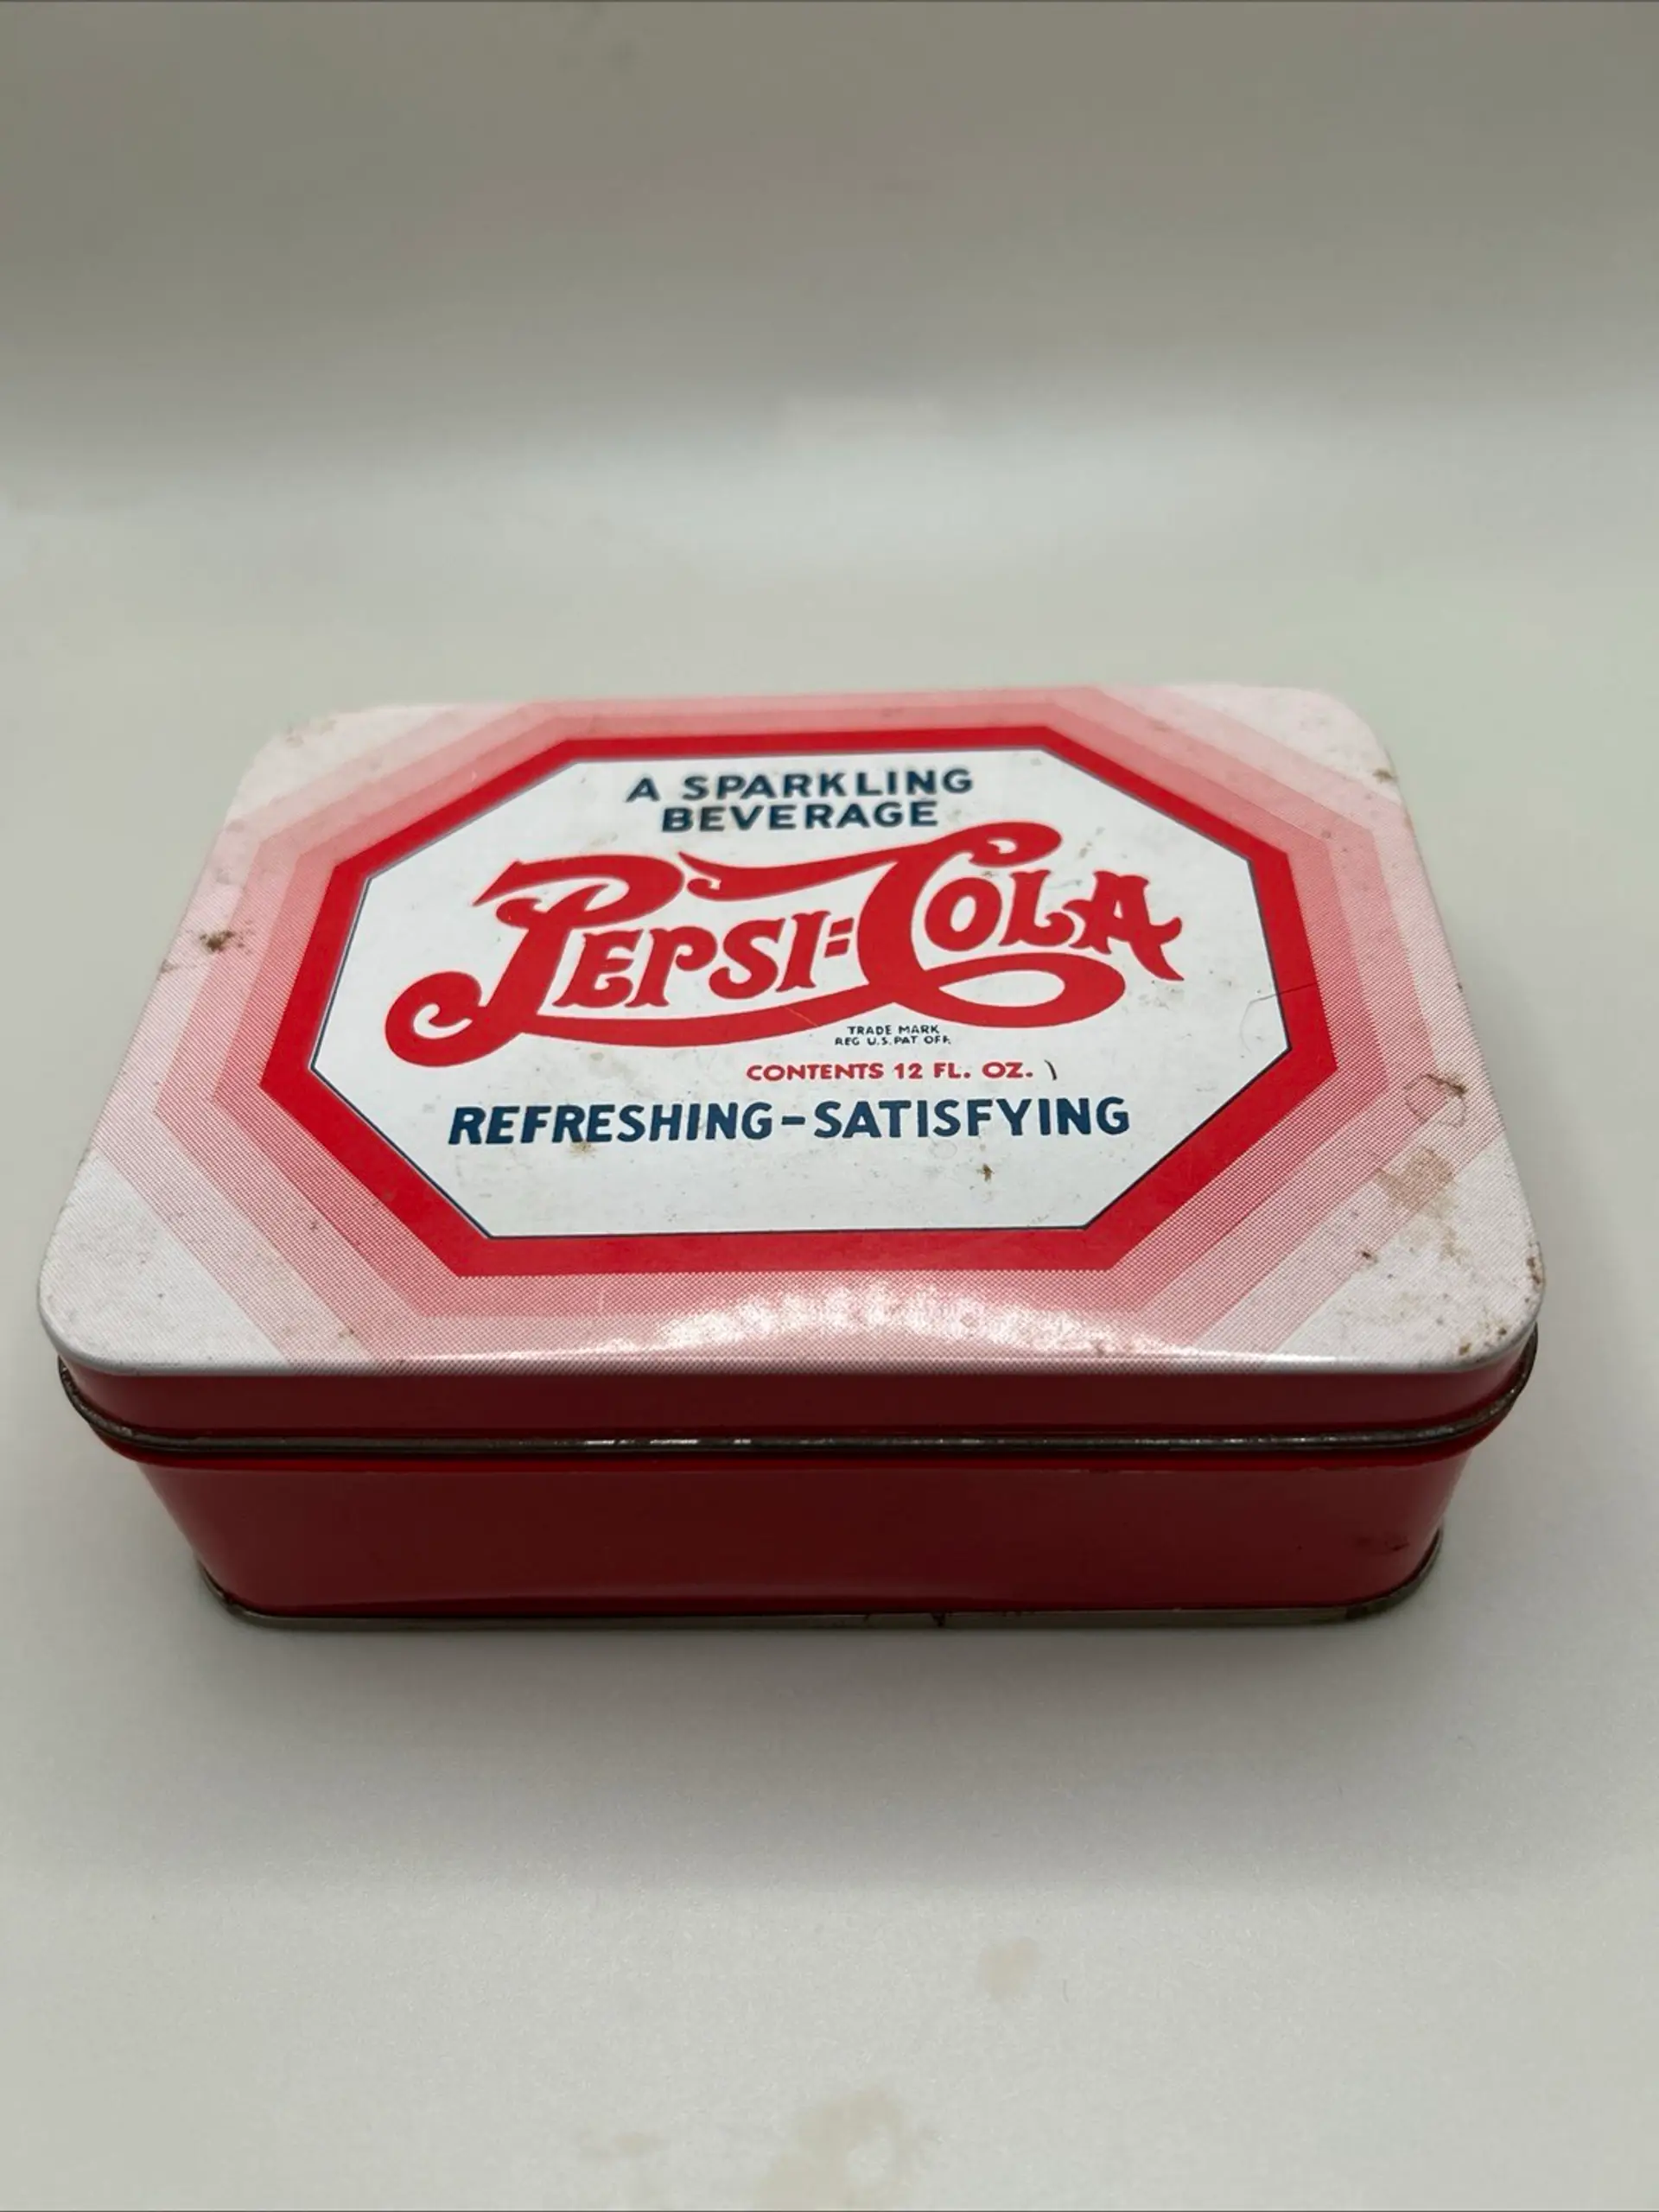 A SPARKLING
BEVERAGE
PEPSI=COLA
TRADE MARK
REG U.S. PAT OFF.
CONTENTS 12 FL. OZ.
REFRESHING-SATISFYING